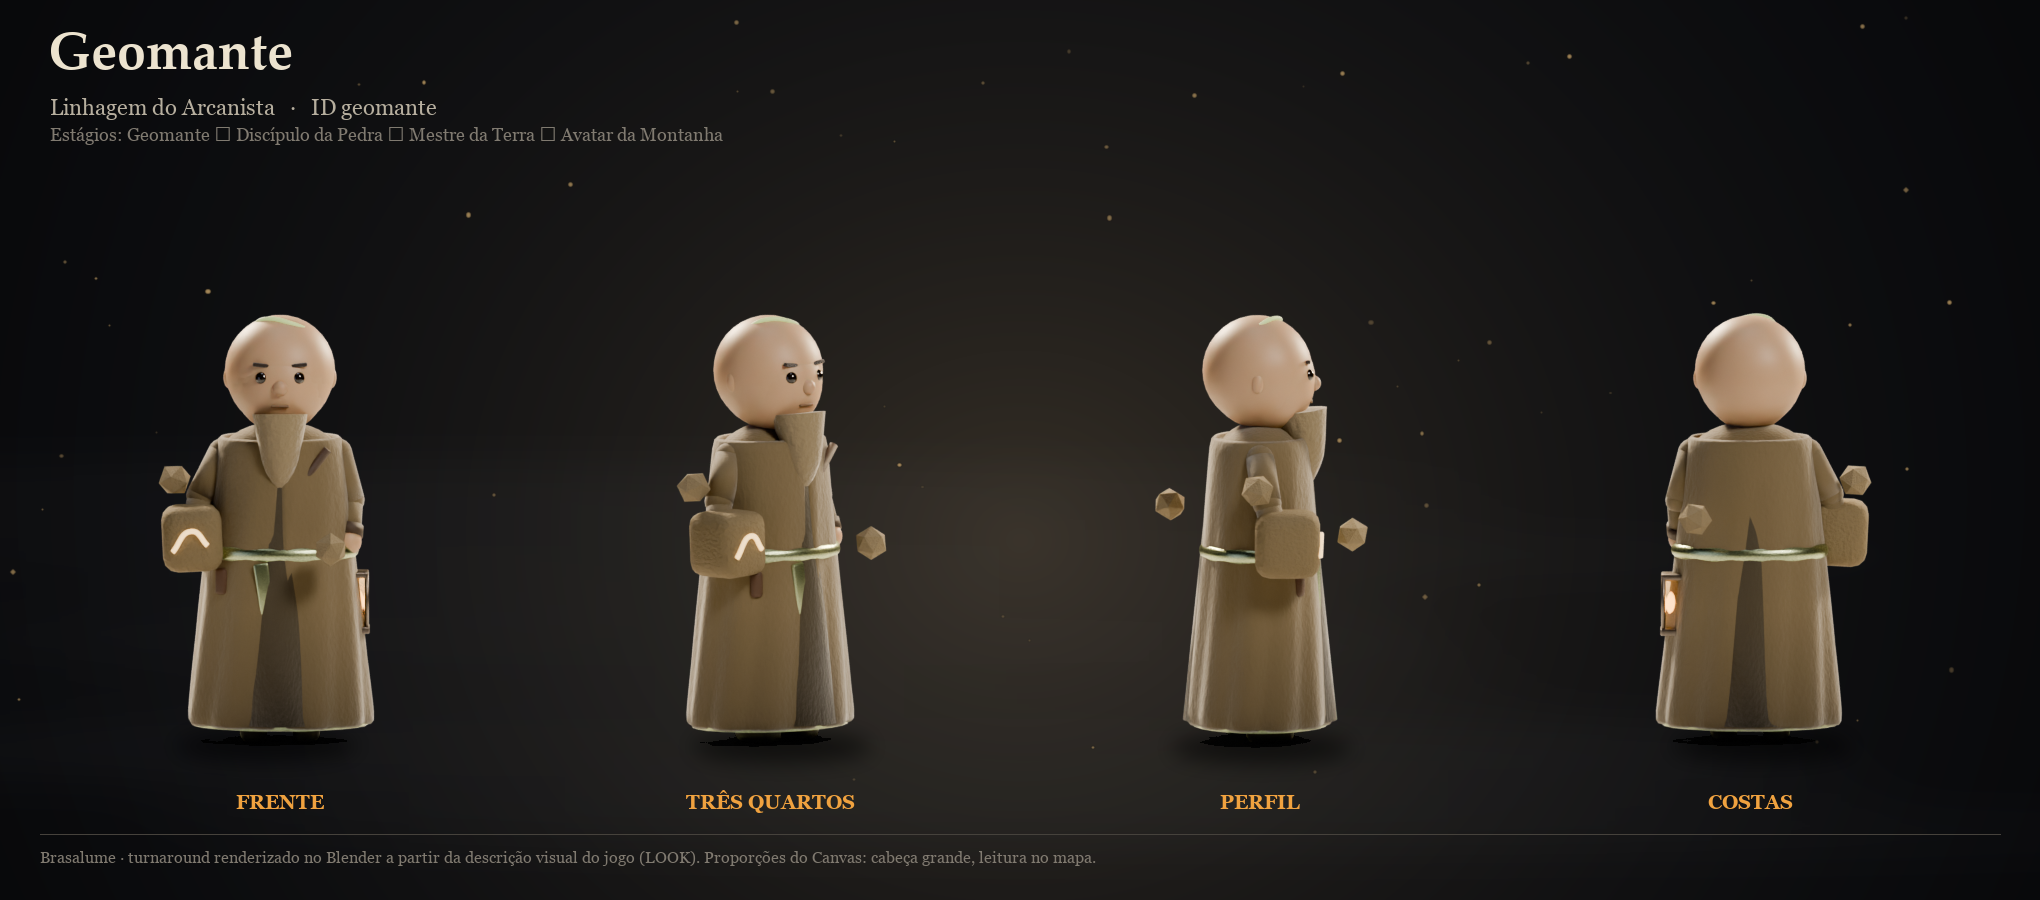 Geomante
Linhagem do Arcanista · ID geomante
Estágios: Geomante □ Discípulo da Pedra □ Mestre da Terra □ Avatar da Montanha
FRENTE
TRÊS QUARTOS
PERFIL
COSTAS
Brasalume · turnaround renderizado no Blender a partir da descrição visual do jogo (LOOK). Proporções do Canvas: cabeça grande, leitura no mapa.